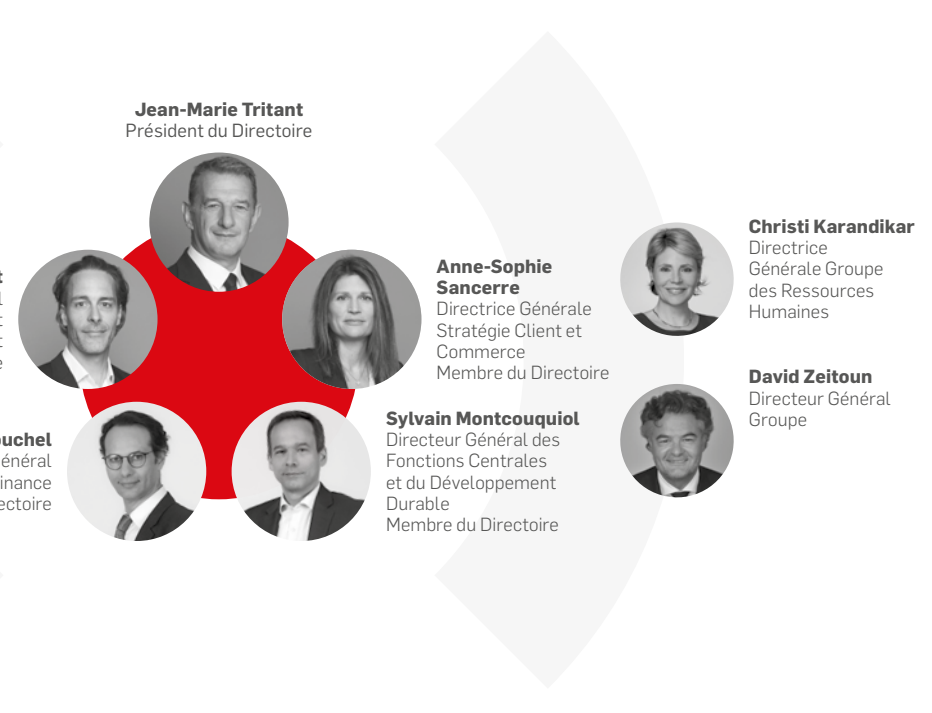 Jean-Marie Tritant
Président du Directoire
Anne-Sophie
Sancerre
Directrice Générale
Stratégie Client et
Commerce
Membre du Directoire
Sylvain Montcouquiol
Directeur Général des
Fonctions Centrales
et du Développement
Durable
Membre du Directoire
Christi Karandikar
Directrice
Générale Groupe
des Ressources
Humaines
David Zeitoun
Directeur Général
Groupe